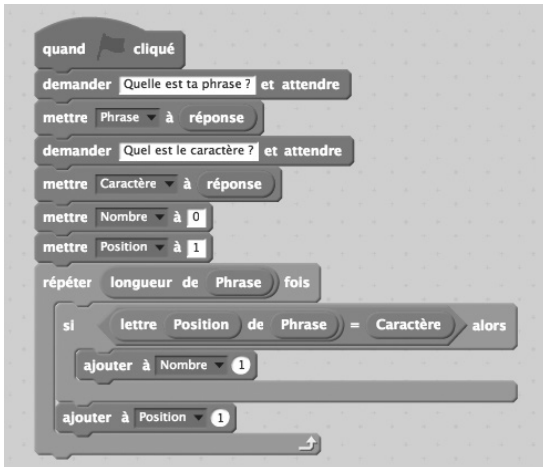 quand cliqué
demander Quelle est ta phrase ? et attendre
mettre Phrase à réponse
demander Quel est le caractère ? et attendre
mettre Caractère à réponse
mettre Nombre à 0
mettre Position à 1
répéter longueur de Phrase fois
si lettre Position de Phrase = Caractère alors
ajouter à Nombre 1
ajouter à Position 1